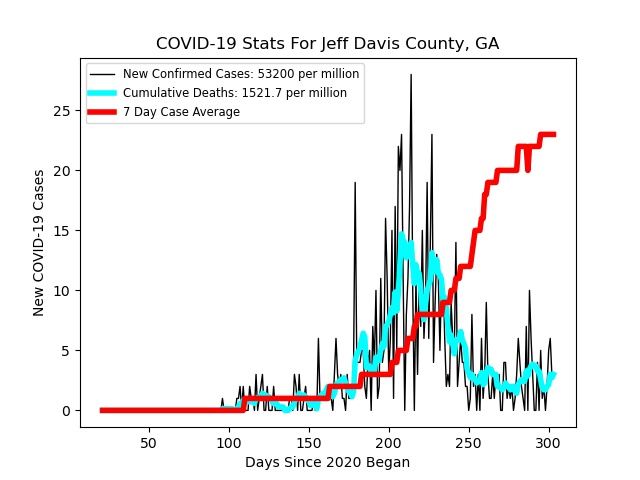 COVID-19 Stats For Jeff Davis County, GA
New Confirmed Cases: 53200 per million
Cumulative Deaths: 1521.7 per million
7 Day Case Average
New COVID-19 Cases
25
20
15
10
5
0
50
100
150
200
250
300
Days Since 2020 Began